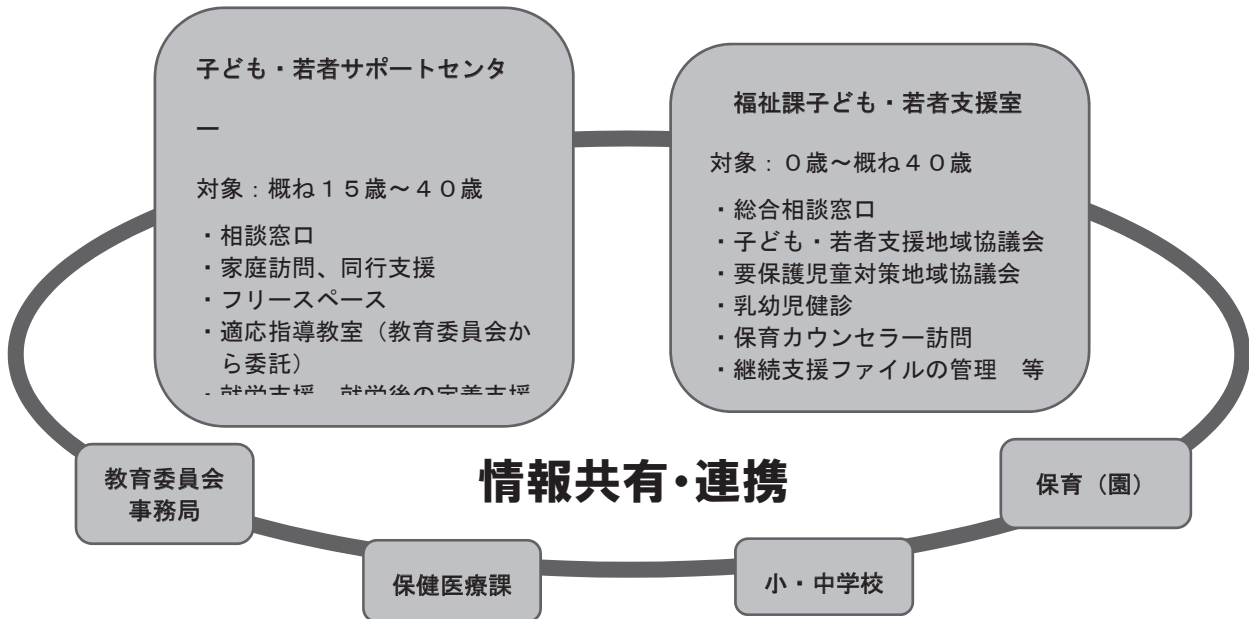 子ども・若者サポートセンタ
ー
対象：概ね１５歳～４０歳
・相談窓口
・家庭訪問、同行支援
・フリースペース
・適応指導教室（教育委員会か
ら委託）
福祉課子ども・若者支援室
対象：０歳～概ね４０歳
・総合相談窓口
・子ども・若者支援地域協議会
・要保護児童対策地域協議会
・乳幼児健診
・保育カウンセラー訪問
・継続支援ファイルの管理　等
情報共有・連携
教育委員会
事務局
保健医療課
小・中学校
保育（園）